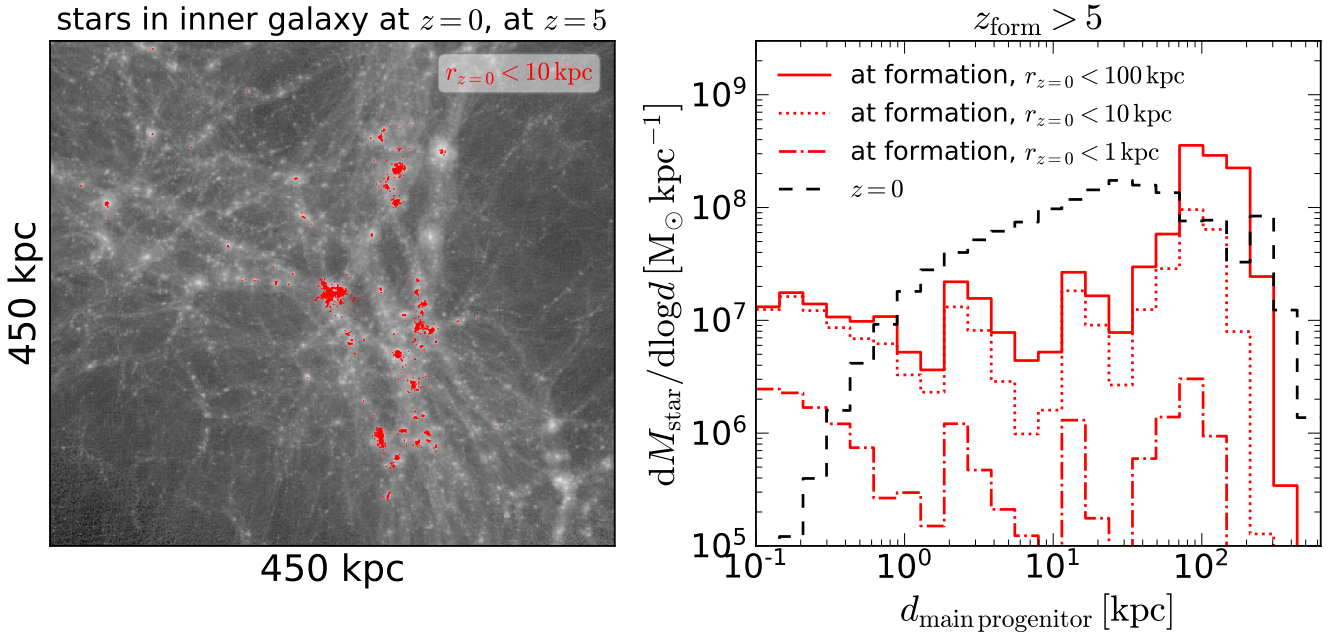 stars in inner galaxy at z=0, at z=5
r_{z=0} < 10 kpc
450 kpc
450 kpc
z_{form} > 5
at formation, r_{z=0} < 100 kpc
at formation, r_{z=0} < 10 kpc
at formation, r_{z=0} < 1 kpc
z=0
dM_{star}/dlogd [M_⊙ kpc^{−1}]
10^9
10^8
10^7
10^6
10^5
10^{-1}
10^0
10^1
10^2
d_{main progenitor} [kpc]